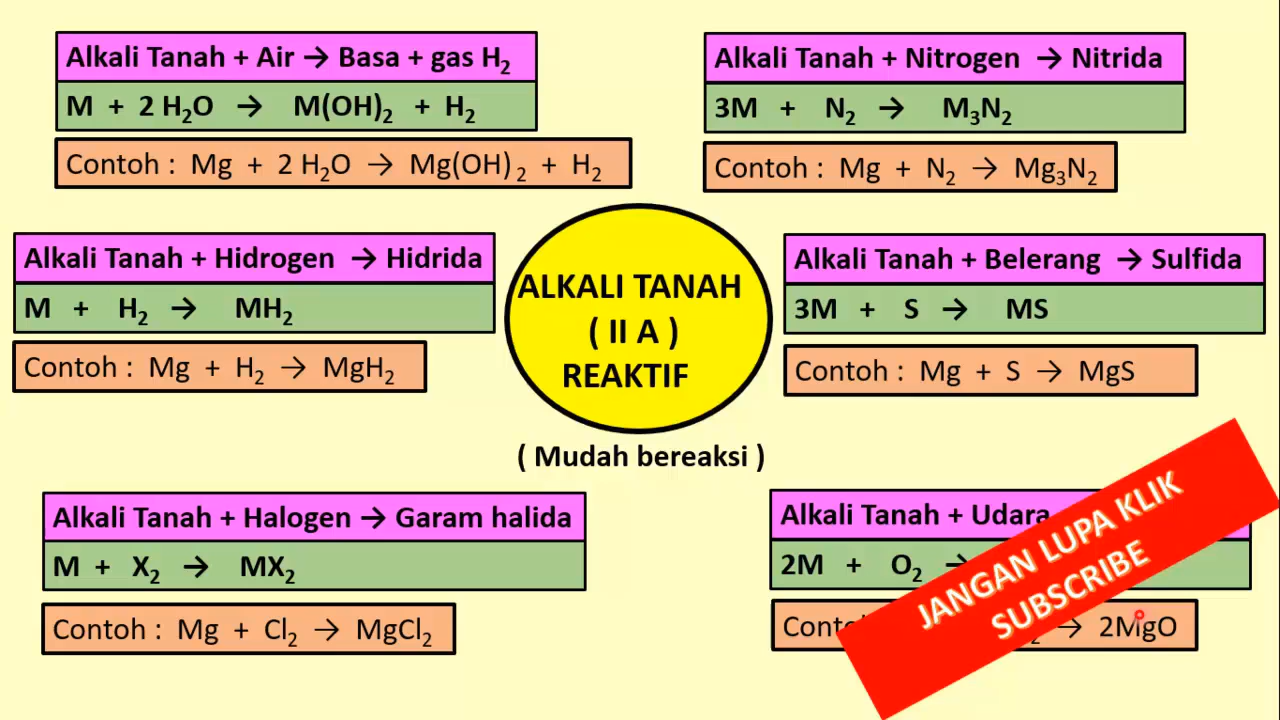 Alkali Tanah + Air → Basa + gas H₂
M + 2 H₂O → M(OH)₂ + H₂
Contoh : Mg + 2 H₂O → Mg(OH)₂ + H₂
Alkali Tanah + Nitrogen → Nitrida
3M + N₂ → M₃N₂
Contoh : Mg + N₂ → Mg₃N₂
Alkali Tanah + Hidrogen → Hidrida
M + H₂ → MH₂
Contoh : Mg + H₂ → MgH₂
ALKALI TANAH
( II A )
REAKTIF
( Mudah bereaksi )
Alkali Tanah + Belerang → Sulfida
3M + S → MS
Contoh : Mg + S → MgS
Alkali Tanah + Halogen → Garam halida
M + X₂ → MX₂
Contoh : Mg + Cl₂ → MgCl₂
Alkali Tanah + Udara
2M + O₂ →
₂ → 2MgO
JANGAN LUPA KLIK
SUBSCRIBE